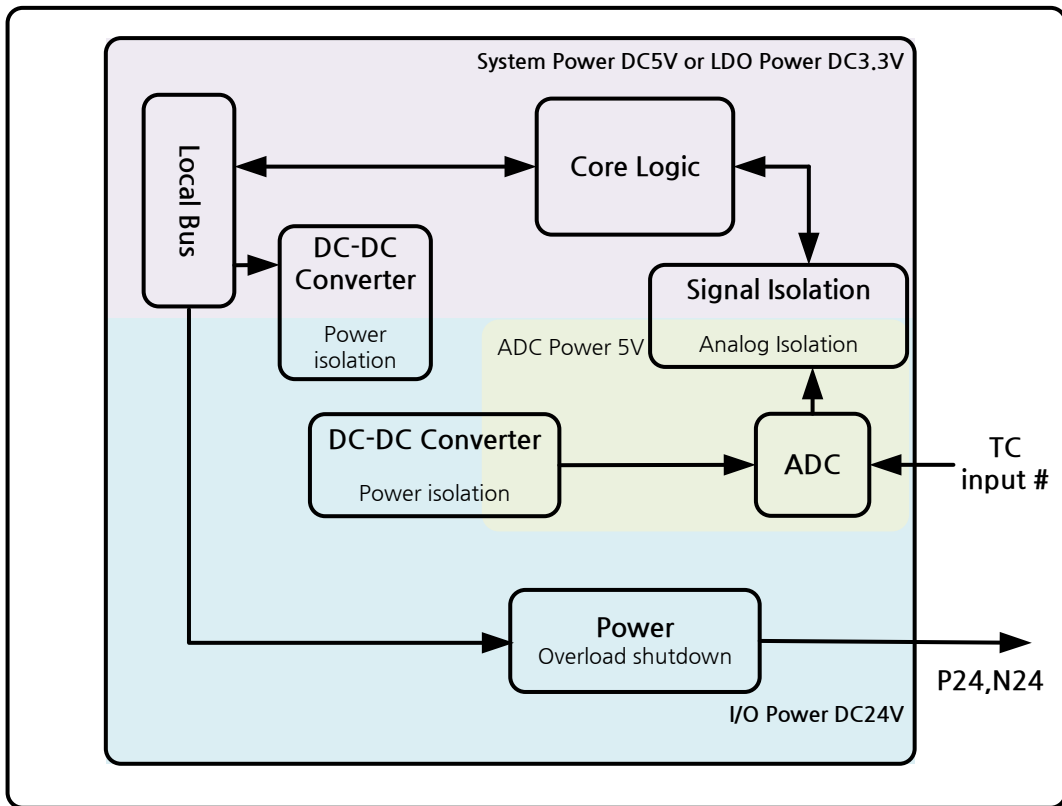 System Power DC5V or LDO Power DC3.3V
Local Bus
Core Logic
DC-DC
Converter
Power
isolation
Signal Isolation
Analog Isolation
ADC Power 5V
DC-DC Converter
Power isolation
ADC
TC
input #
Power
Overload shutdown
P24,N24
I/O Power DC24V